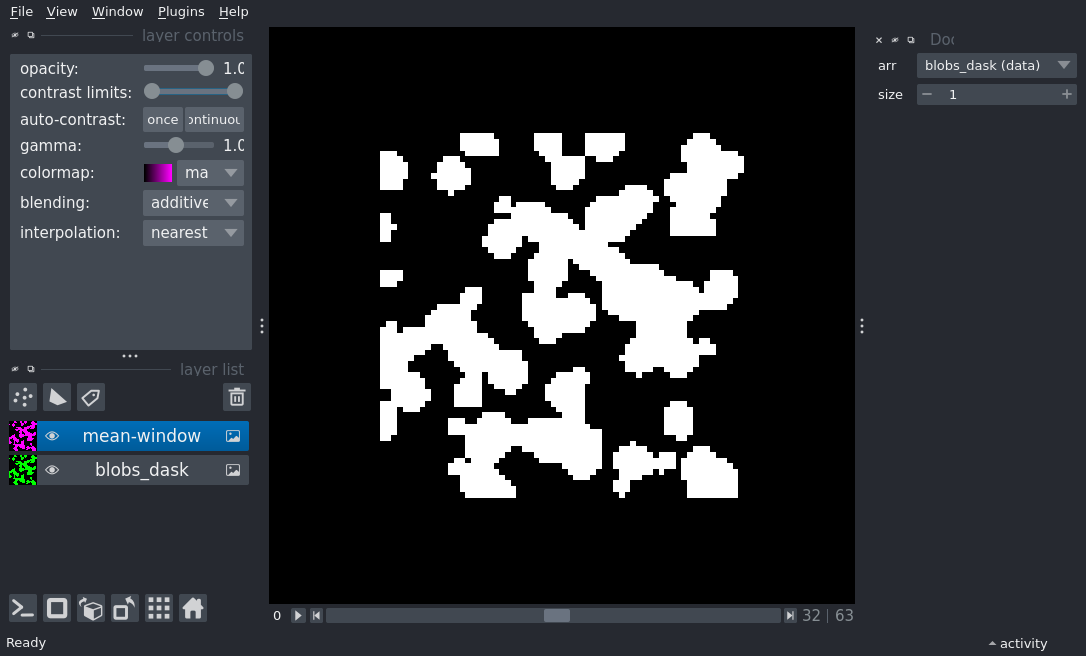 File View Window Plugins Help
layer controls
opacity: 1.0
contrast limits:
auto-contrast: once
gamma: 1.0
colormap: ma
blending: additive
interpolation: nearest
layer list
mean-window
blobs_dask
Ready
0 32 | 63
arr blobs_dask (data)
size 1
activity